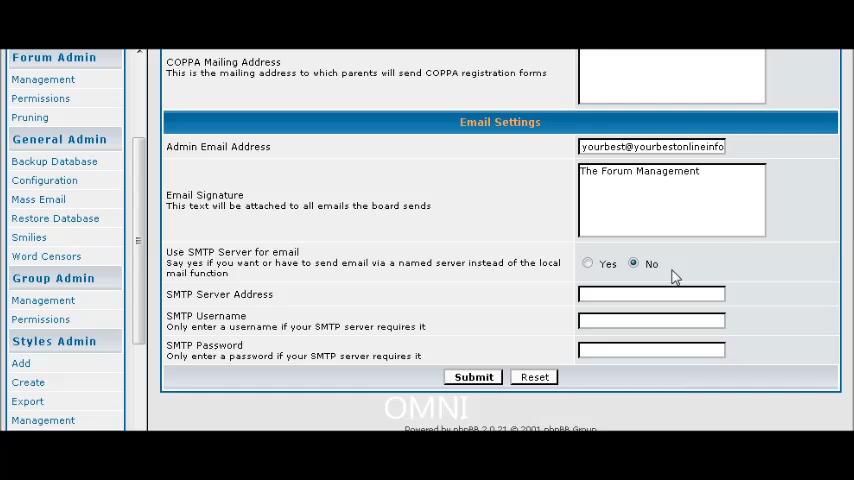 Forum Admin
Management
Permissions
Pruning
General Admin
Backup Database
Configuration
Mass Email
Restore Database
Smilies
Word Censors
Group Admin
Management
Permissions
Styles Admin
Add
Create
Export
Management
COPPA Mailing Address
This is the mailing address to which parents will send COPPA registration forms
Email Settings
Admin Email Address
yourbest@yourbestonlineinfo
Email Signature
This text will be attached to all emails the board sends
The Forum Management
Use SMTP Server for email
Say yes if you want or have to send email via a named server instead of the local
mail function
Yes No
SMTP Server Address
SMTP Username
Only enter a username if your SMTP server requires it
SMTP Password
Only enter a password if your SMTP server requires it
Submit Reset
OMNI
Powered by phpBB 2.0.21 © 2001 phpBB Group